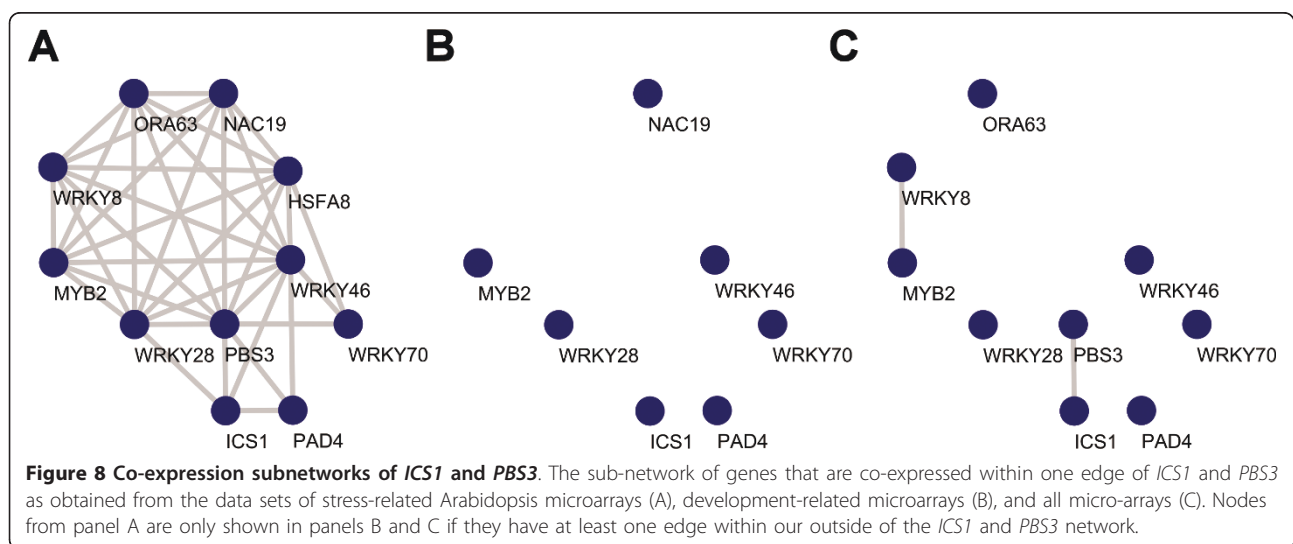 A
B
C
ORA63
NAC19
WRKY8
HSFA8
MYB2
WRKY46
WRKY28
PBS3
WRKY70
ICS1
PAD4
NAC19
MYB2
WRKY46
WRKY28
WRKY70
ICS1
PAD4
ORA63
WRKY8
MYB2
WRKY46
WRKY28
PBS3
WRKY70
ICS1
PAD4
Figure 8 Co-expression subnetworks of ICS1 and PBS3. The sub-network of genes that are co-expressed within one edge of ICS1 and PBS3
as obtained from the data sets of stress-related Arabidopsis microarrays (A), development-related microarrays (B), and all micro-arrays (C). Nodes
from panel A are only shown in panels B and C if they have at least one edge within our outside of the ICS1 and PBS3 network.